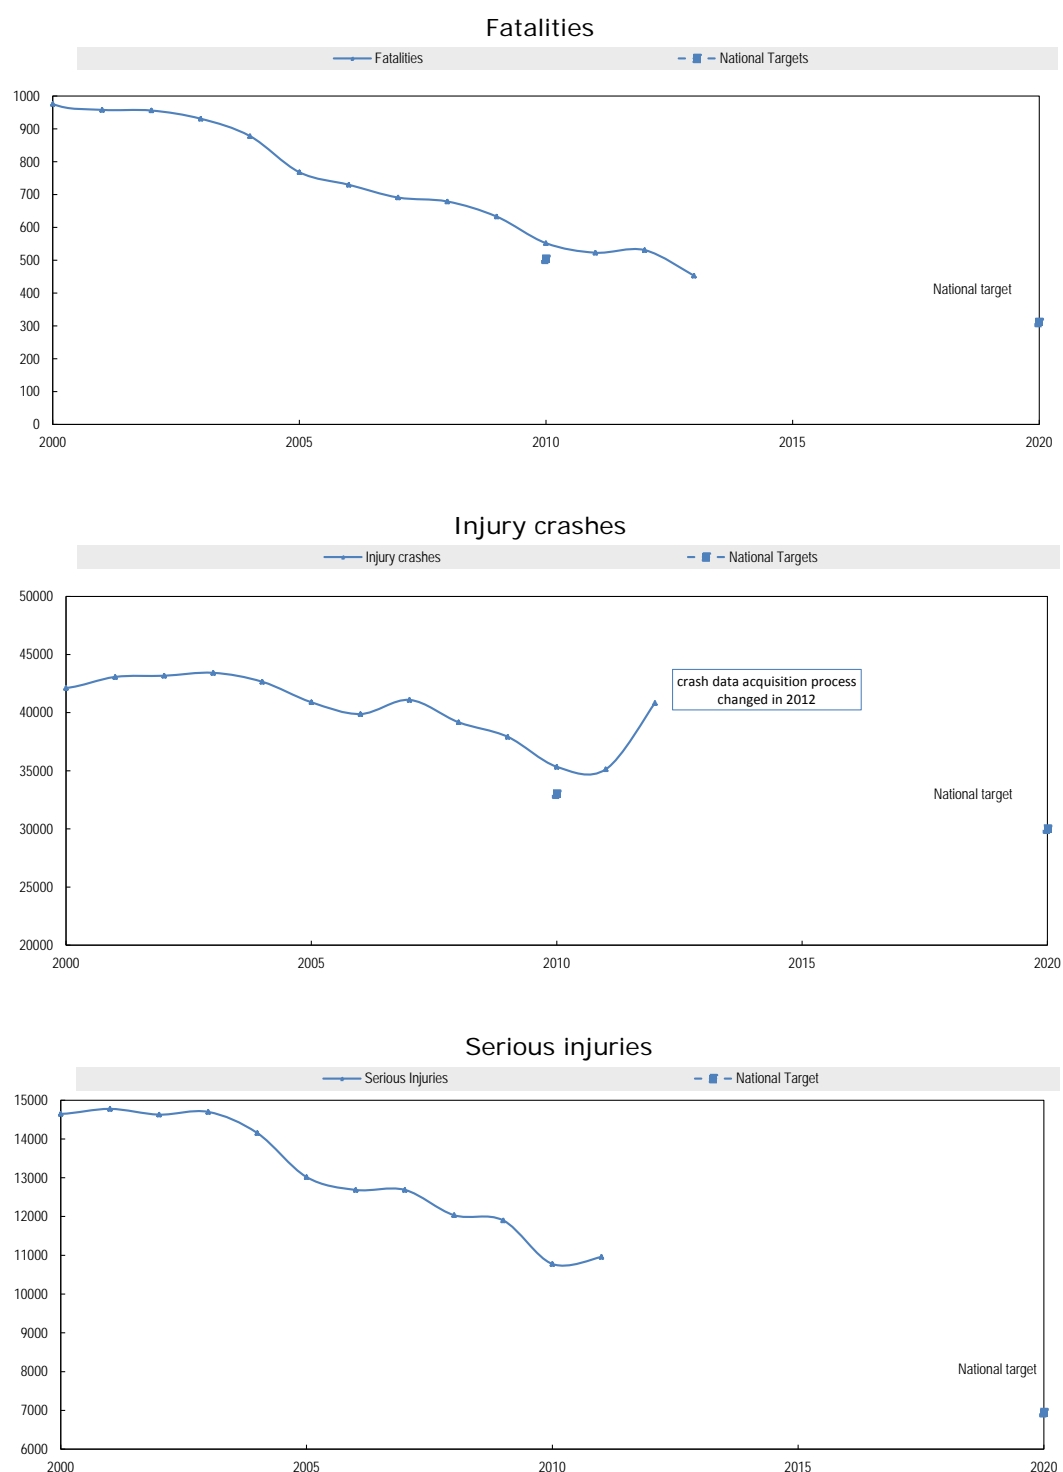 Fatalities
Fatalities National Targets
1000
900
800
700
600
500
400
300
200
100
0
National target
2000 2005 2010 2015 2020
Injury crashes
Injury crashes National Targets
50000
45000
40000
35000
30000
25000
20000
crash data acquisition process
changed in 2012
National target
2000 2005 2010 2015 2020
Serious injuries
Serious Injuries National Target
15000
14000
13000
12000
11000
10000
9000
8000
7000
6000
National target
2000 2005 2010 2015 2020